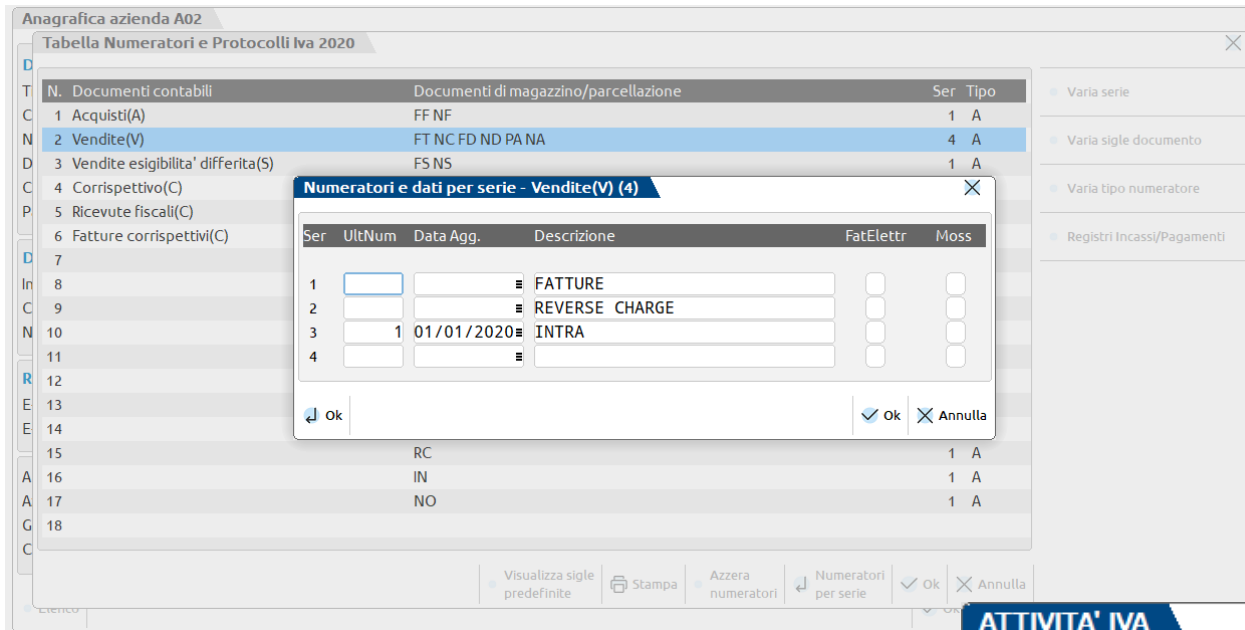 Anagrafica azienda A02
Tabella Numeratori e Protocolli Iva 2020
N. Documenti contabili Documenti di magazzino/parcellazione Ser Tipo
1 Acquisti(A) FF NF 1 A
2 Vendite(V) FT NC FD ND PA NA 4 A
3 Vendite esigibilita' differita(S) FS NS 1 A
4 Corrispettivo(C)
5 Ricevute fiscali(C)
6 Fatture corrispettivi(C)
7
8
9
10
11
12
13
14
15 RC 1 A
16 IN 1 A
17 NO 1 A
18
Varia serie
Varia sigle documento
Varia tipo numeratore
Registri Incassi/Pagamenti
Numeratori e dati per serie - Vendite(V) (4)
Ser UltNum Data Agg. Descrizione FatElettr Moss
1 FATTURE
2 REVERSE CHARGE
3 1 01/01/2020 INTRA
4
Ok Ok Annulla
Visualizza sigle predefinite Stampa Azzera numeratori Numeratori per serie Ok Annulla
ATTIVITA' IVA